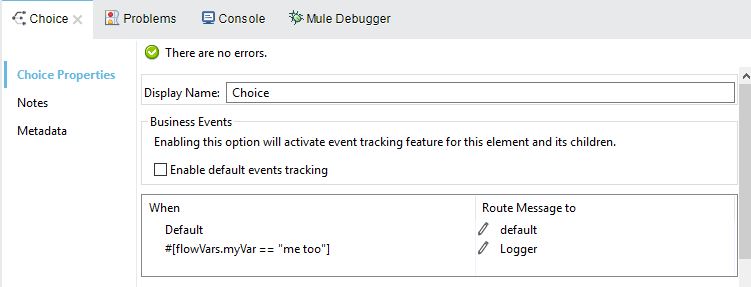 Choice Problems Console Mule Debugger
There are no errors.
Choice Properties
Notes
Metadata
Display Name: Choice
Business Events
Enabling this option will activate event tracking feature for this element and its children.
Enable default events tracking
When Route Message to
Default default
#[flowVars.myVar == "me too"] Logger